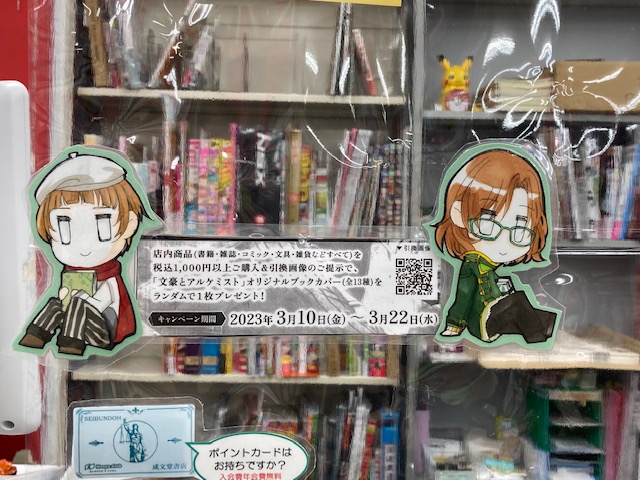 ▼引換画像
店内商品(書籍・雑誌・コミック・文具・雑貨などすべて)を
税込1,000円以上ご購入&引換画像のご提示で、
「文豪とアルケミスト」オリジナルブックカバー(全13種)を
ランダムで1枚プレゼント!
キャンペーン期間 2023年 3月10日(金) ～ 3月22日(水)
SEIBUNDOH
成文堂書店
ポイントカードは
お持ちですか?
入会費年会費無料